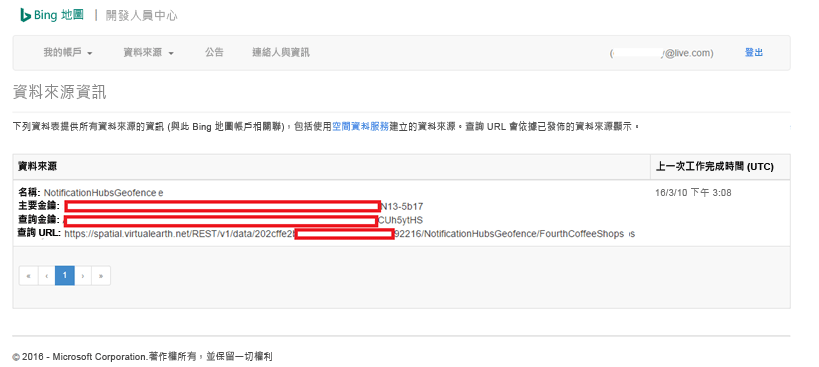 Bing 地圖 | 開發人員中心
我的帳戶 資料來源 公告 連絡人與資訊 ( y@live.com) 登出
資料來源資訊
下列資料表提供所有資料來源的資訊 (與此 Bing 地圖帳戶相關聯)，包括使用空間資料服務建立的資料來源。查詢 URL 會依據已發佈的資料來源顯示。
資料來源 上一次工作完成時間 (UTC)
名稱: NotificationHubsGeofence e 16/3/10 下午 3:08
主要金鑰: N13-5b17
查詢金鑰: CUh5ytHS
查詢 URL: https://spatial.virtualearth.net/REST/v1/data/202cffe2 92216/NotificationHubsGeofence/FourthCoffeeShops s
« ‹ 1 › »
© 2016 - Microsoft Corporation.著作權所有，並保留一切權利